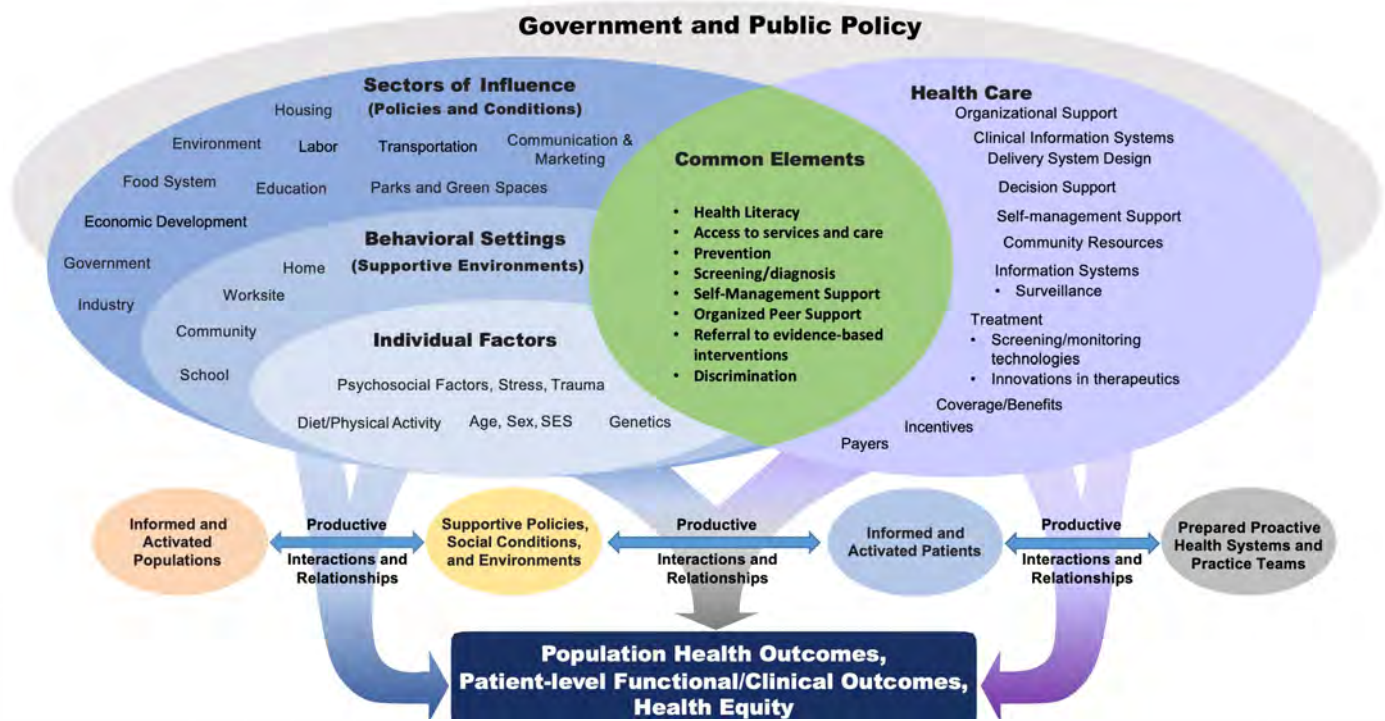 Government and Public Policy
Sectors of Influence
(Policies and Conditions)
Housing
Environment
Labor
Transportation
Communication &
Marketing
Food System
Education
Parks and Green Spaces
Economic Development
Government
Industry
Behavioral Settings
(Supportive Environments)
Home
Worksite
Community
School
Individual Factors
Psychosocial Factors, Stress, Trauma
Diet/Physical Activity
Age, Sex, SES
Genetics
Common Elements
• Health Literacy
• Access to services and care
• Prevention
• Screening/diagnosis
• Self-Management Support
• Organized Peer Support
• Referral to evidence-based
interventions
• Discrimination
Health Care
Organizational Support
Clinical Information Systems
Delivery System Design
Decision Support
Self-management Support
Community Resources
Information Systems
• Surveillance
Treatment
• Screening/monitoring
technologies
• Innovations in therapeutics
Coverage/Benefits
Incentives
Payers
Informed and
Activated
Populations
Productive
Interactions and
Relationships
Supportive Policies,
Social Conditions,
and Environments
Productive
Interactions and
Relationships
Informed and
Activated Patients
Productive
Interactions and
Relationships
Prepared Proactive
Health Systems and
Practice Teams
Population Health Outcomes,
Patient-level Functional/Clinical Outcomes,
Health Equity